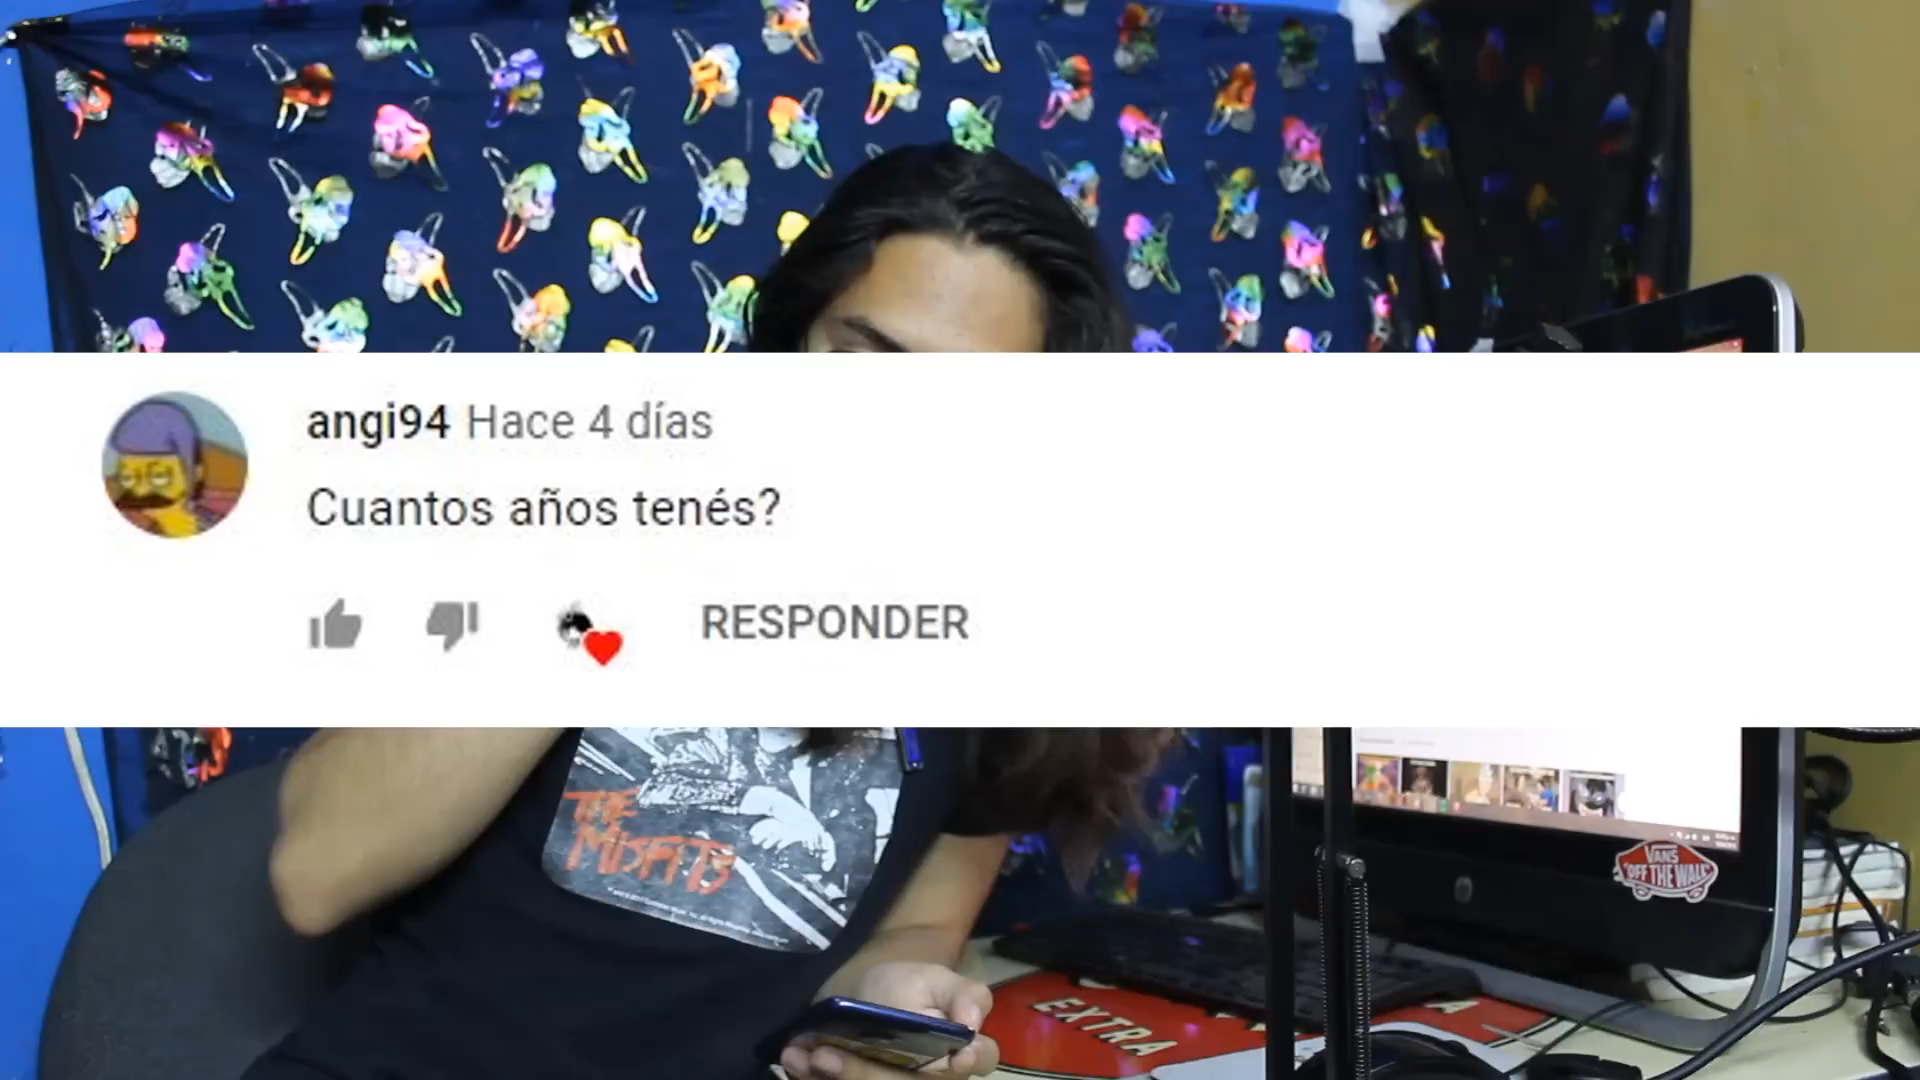 angi94 Hace 4 días
Cuantos años tenés?
RESPONDER
THE
MISFITS
VANS
"OFF THE WALL"
EXTRA